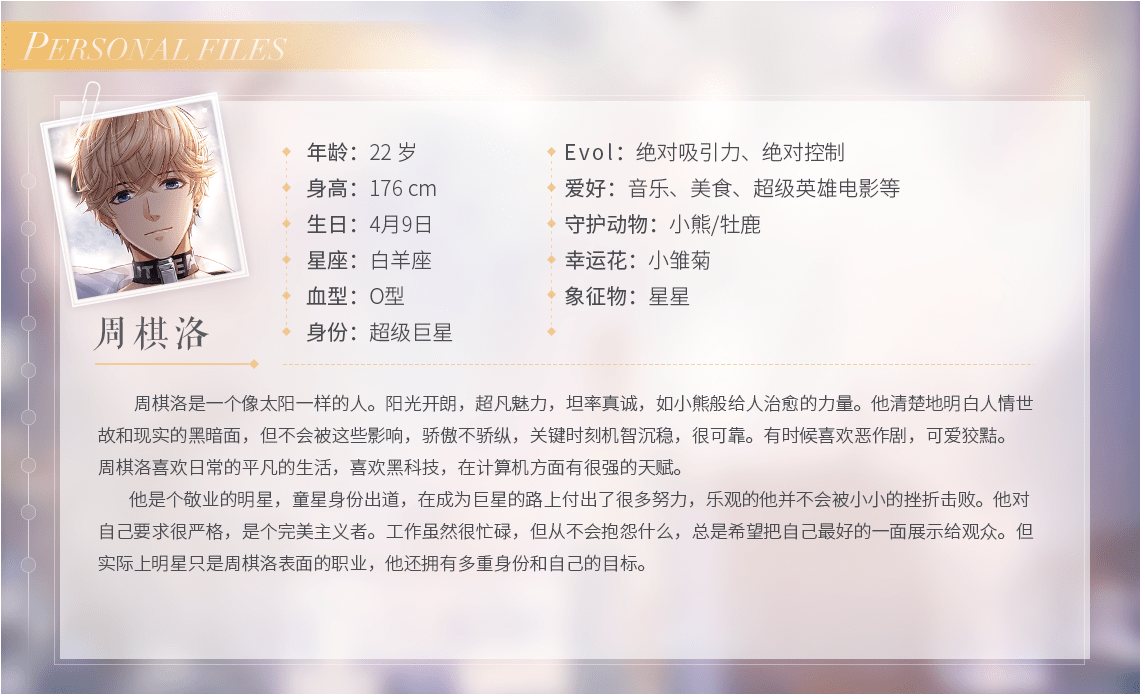 PERSONAL FILES
年龄：22 岁
身高：176 cm
生日：4月9日
星座：白羊座
血型：O型
身份：超级巨星
Evol：绝对吸引力、绝对控制
爱好：音乐、美食、超级英雄电影等
守护动物：小熊/牡鹿
幸运花：小雏菊
象征物：星星
周棋洛
周棋洛是一个像太阳一样的人。阳光开朗，超凡魅力，坦率真诚，如小熊般给人治愈的力量。他清楚地明白人情世
故和现实的黑暗面，但不会被这些影响，骄傲不骄纵，关键时刻机智沉稳，很可靠。有时候喜欢恶作剧，可爱狡黠。
周棋洛喜欢日常的平凡的生活，喜欢黑科技，在计算机方面有很强的天赋。
他是个敬业的明星，童星身份出道，在成为巨星的路上付出了很多努力，乐观的他并不会被小小的挫折击败。他对
自己要求很严格，是个完美主义者。工作虽然很忙碌，但从不会抱怨什么，总是希望把自己最好的一面展示给观众。但
实际上明星只是周棋洛表面的职业，他还拥有多重身份和自己的目标。